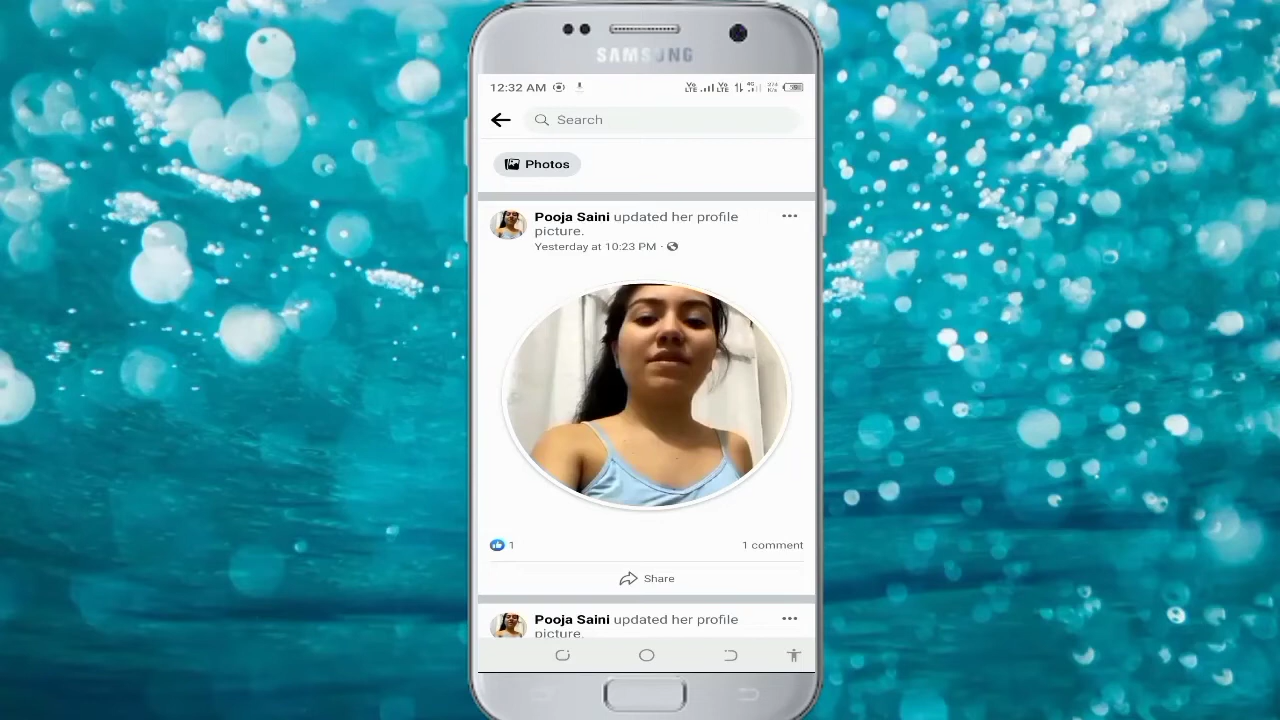 SAMSUNG
12:32 AM
Search
Photos
Pooja Saini updated her profile
picture.
Yesterday at 10:23 PM ·
1
1 comment
Share
Pooja Saini updated her profile
picture.